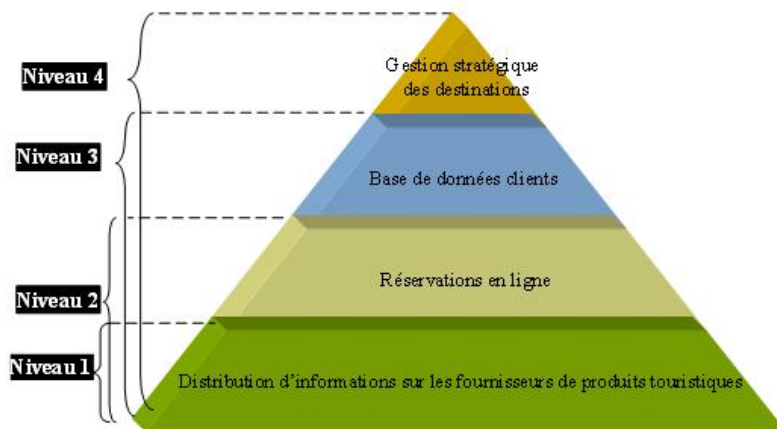 Niveau 4
Gestion stratégique
des destinations
Niveau 3
Base de données clients
Niveau 2
Réservations en ligne
Niveau 1
Distribution d'informations sur les fournisseurs de produits touristiques